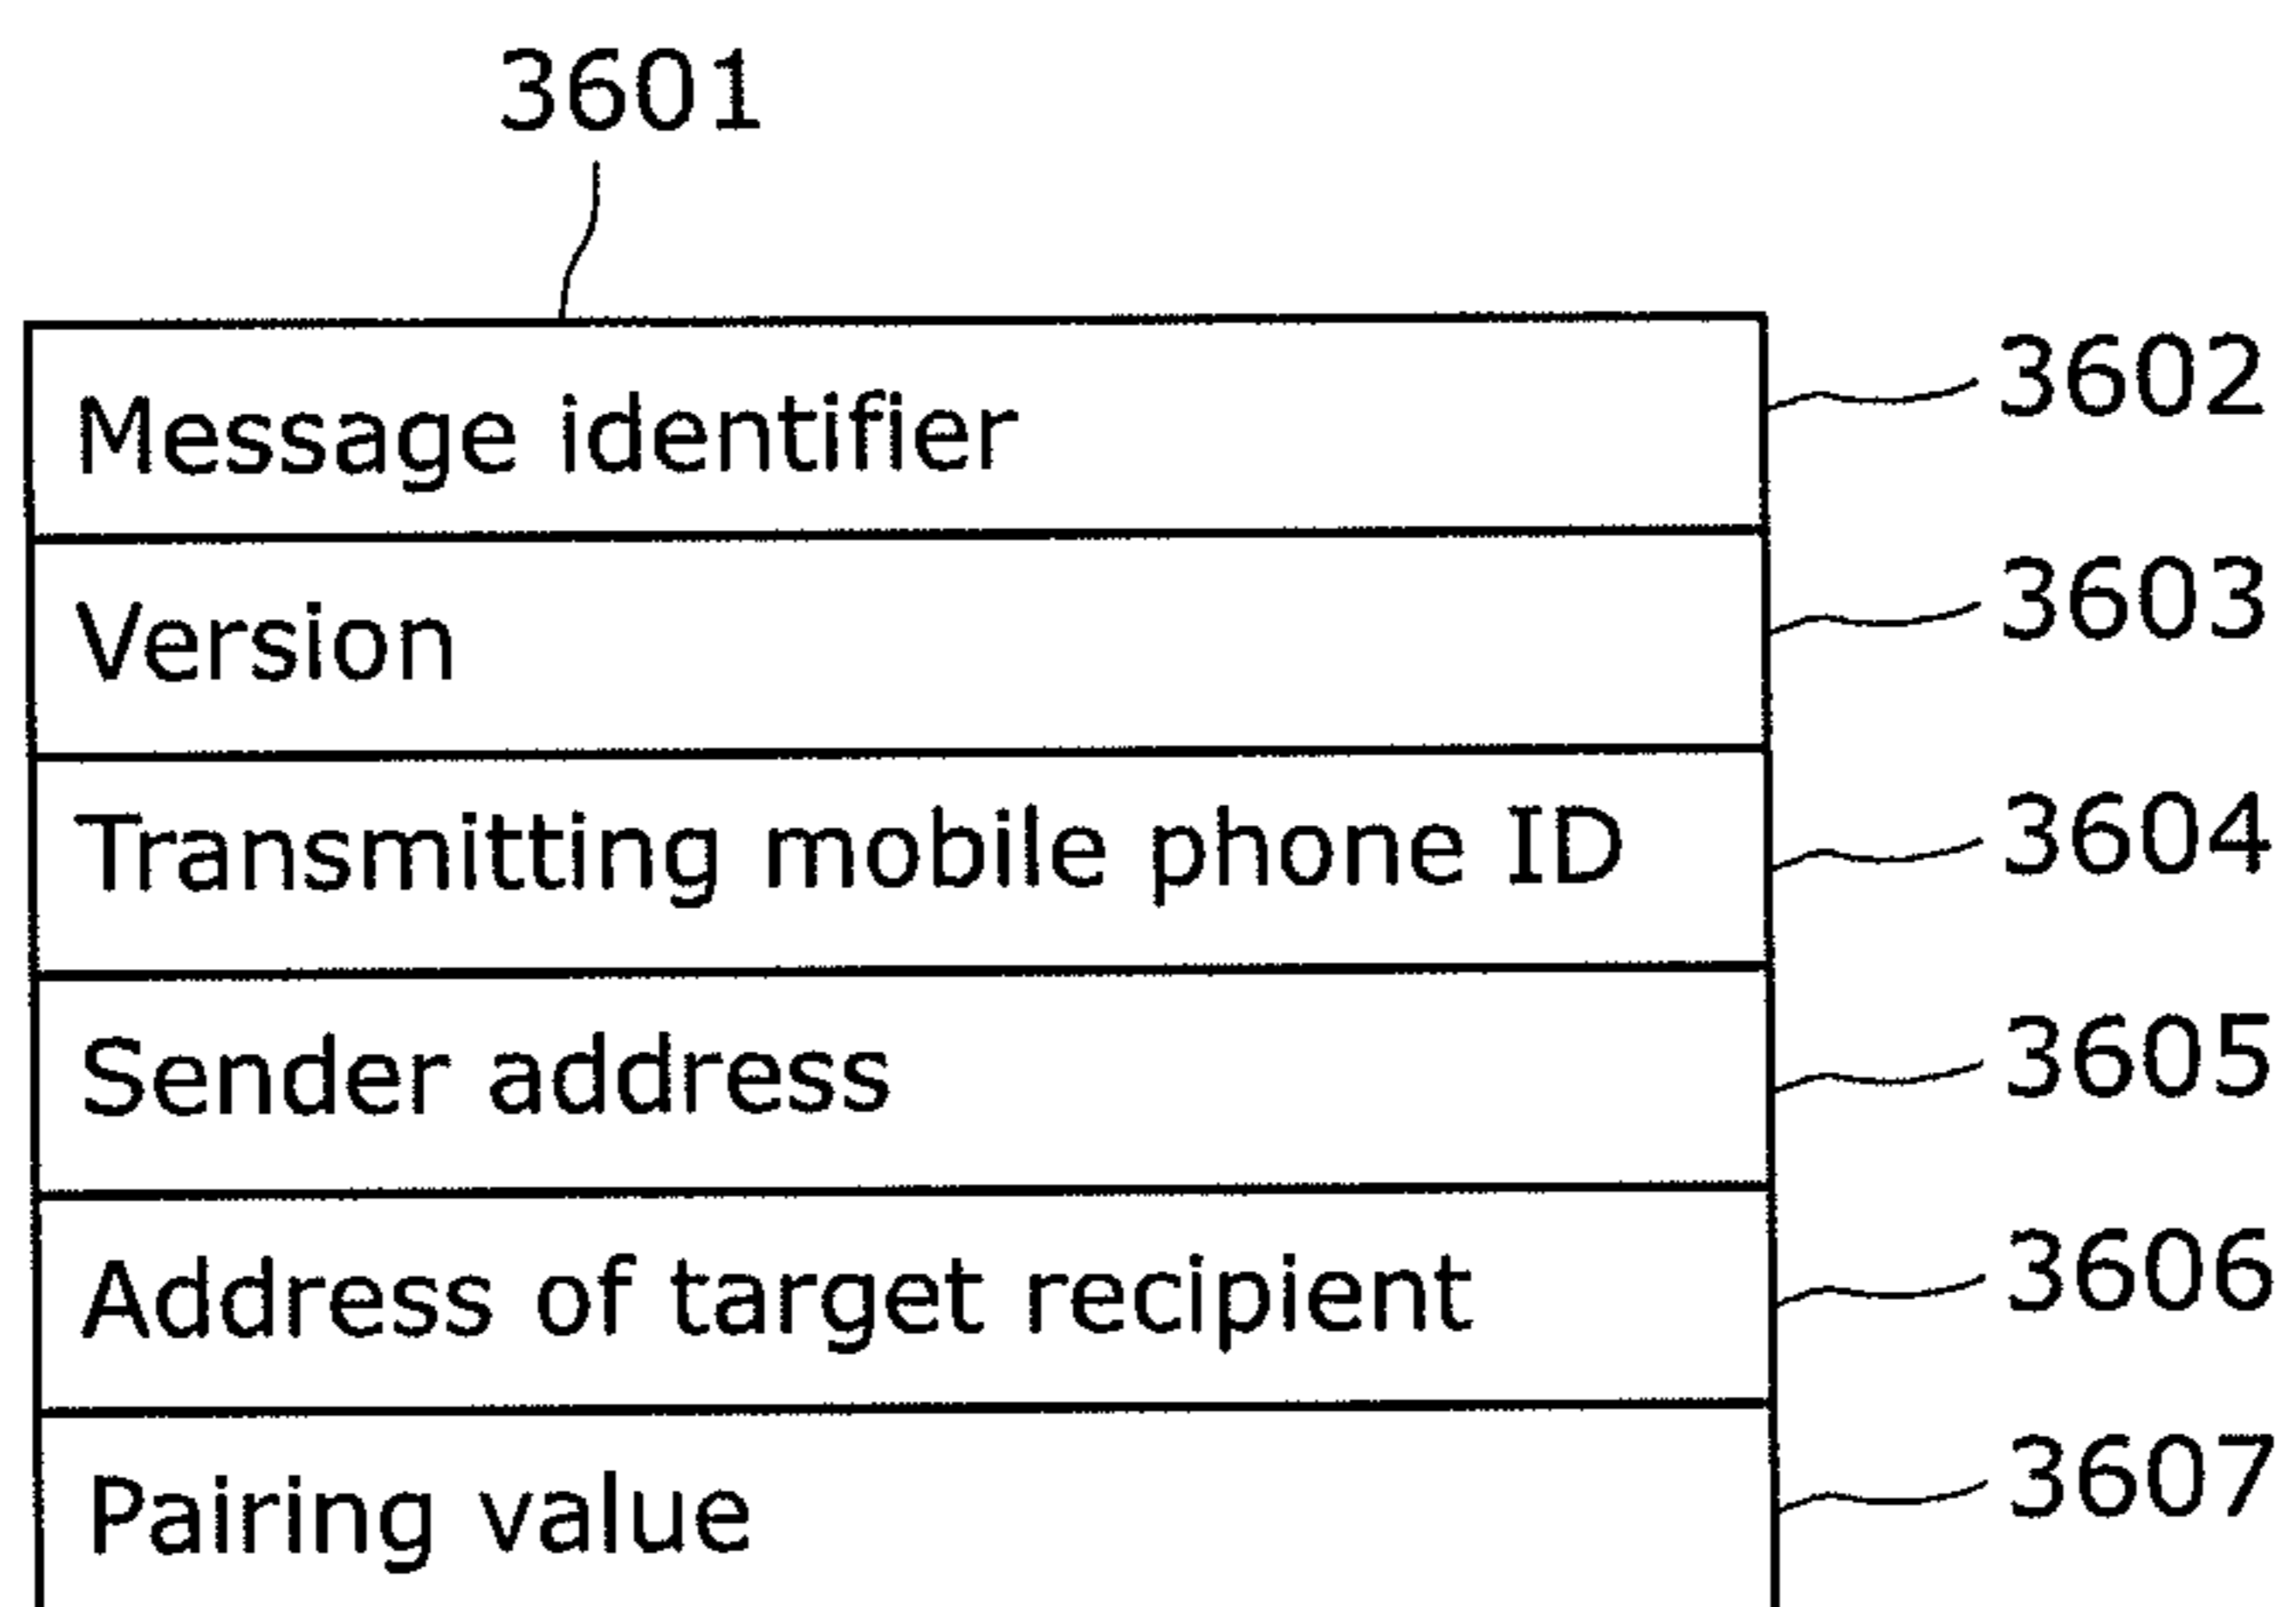 3601
Message identifier 3602
Version 3603
Transmitting mobile phone ID 3604
Sender address 3605
Address of target recipient 3606
Pairing value 3607